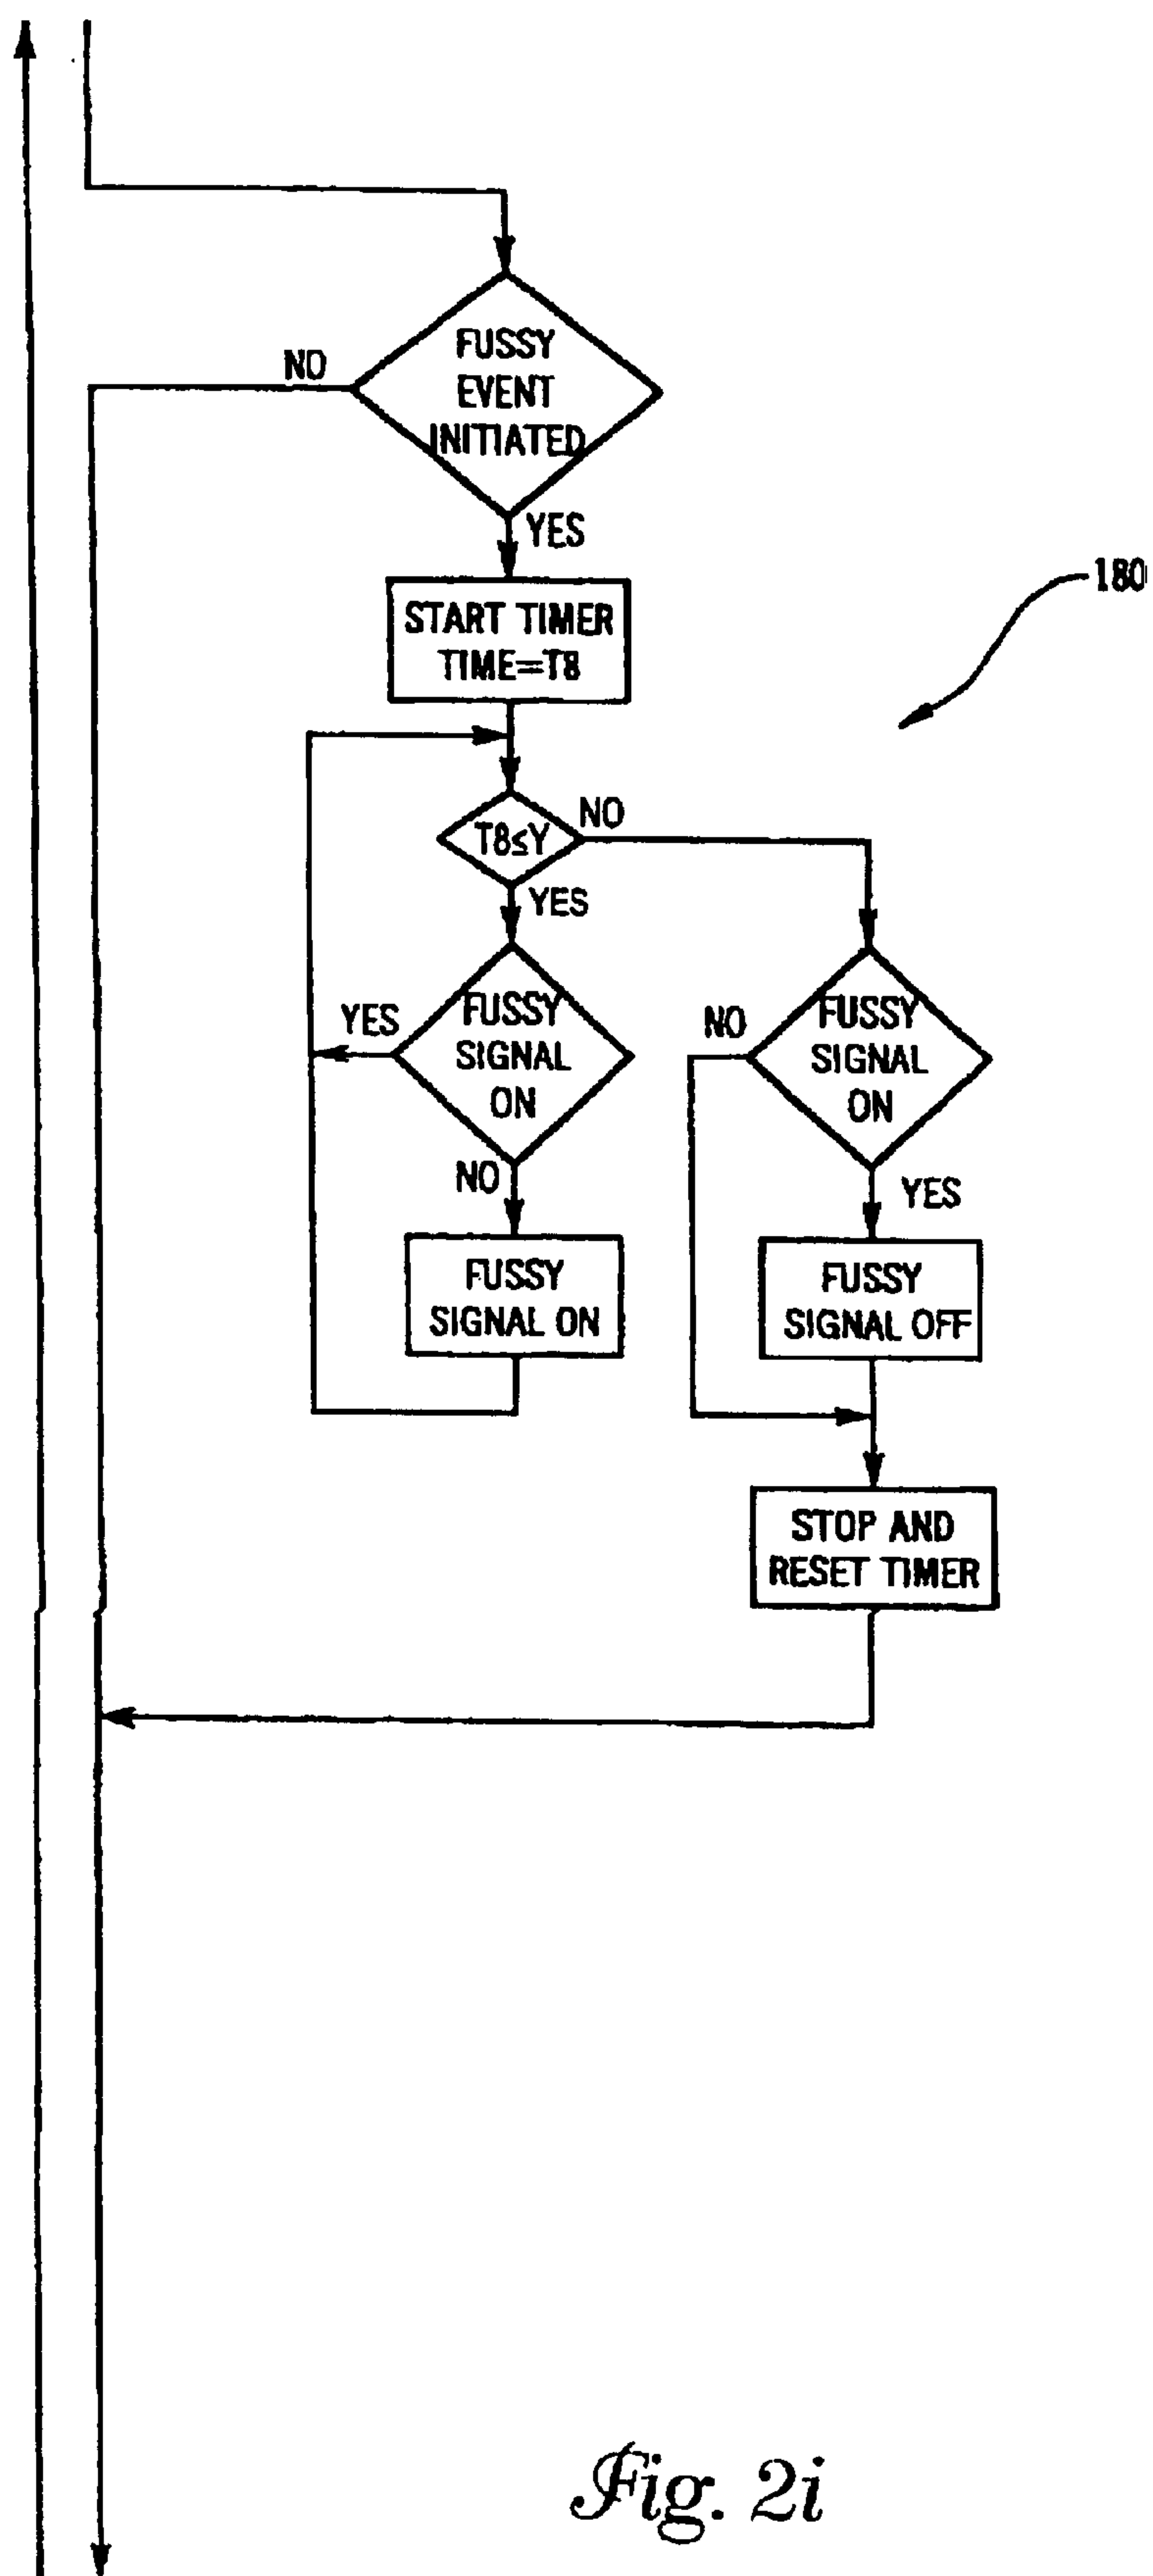 FUSSY
EVENT
INITIATED
NO
YES
START TIMER
TIME=T8
180
T8≤Y
NO
YES
FUSSY
SIGNAL
ON
YES
NO
FUSSY
SIGNAL ON
FUSSY
SIGNAL
ON
NO
YES
FUSSY
SIGNAL OFF
STOP AND
RESET TIMER
Fig. 2i